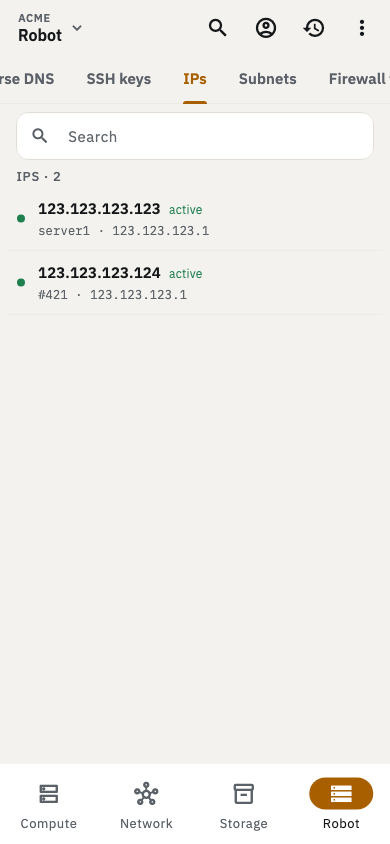 ACME
Robot
rse DNS SSH keys IPs Subnets Firewall
Search
IPS · 2
123.123.123.123 active
server1 · 123.123.123.1
123.123.123.124 active
#421 · 123.123.123.1
Compute Network Storage Robot